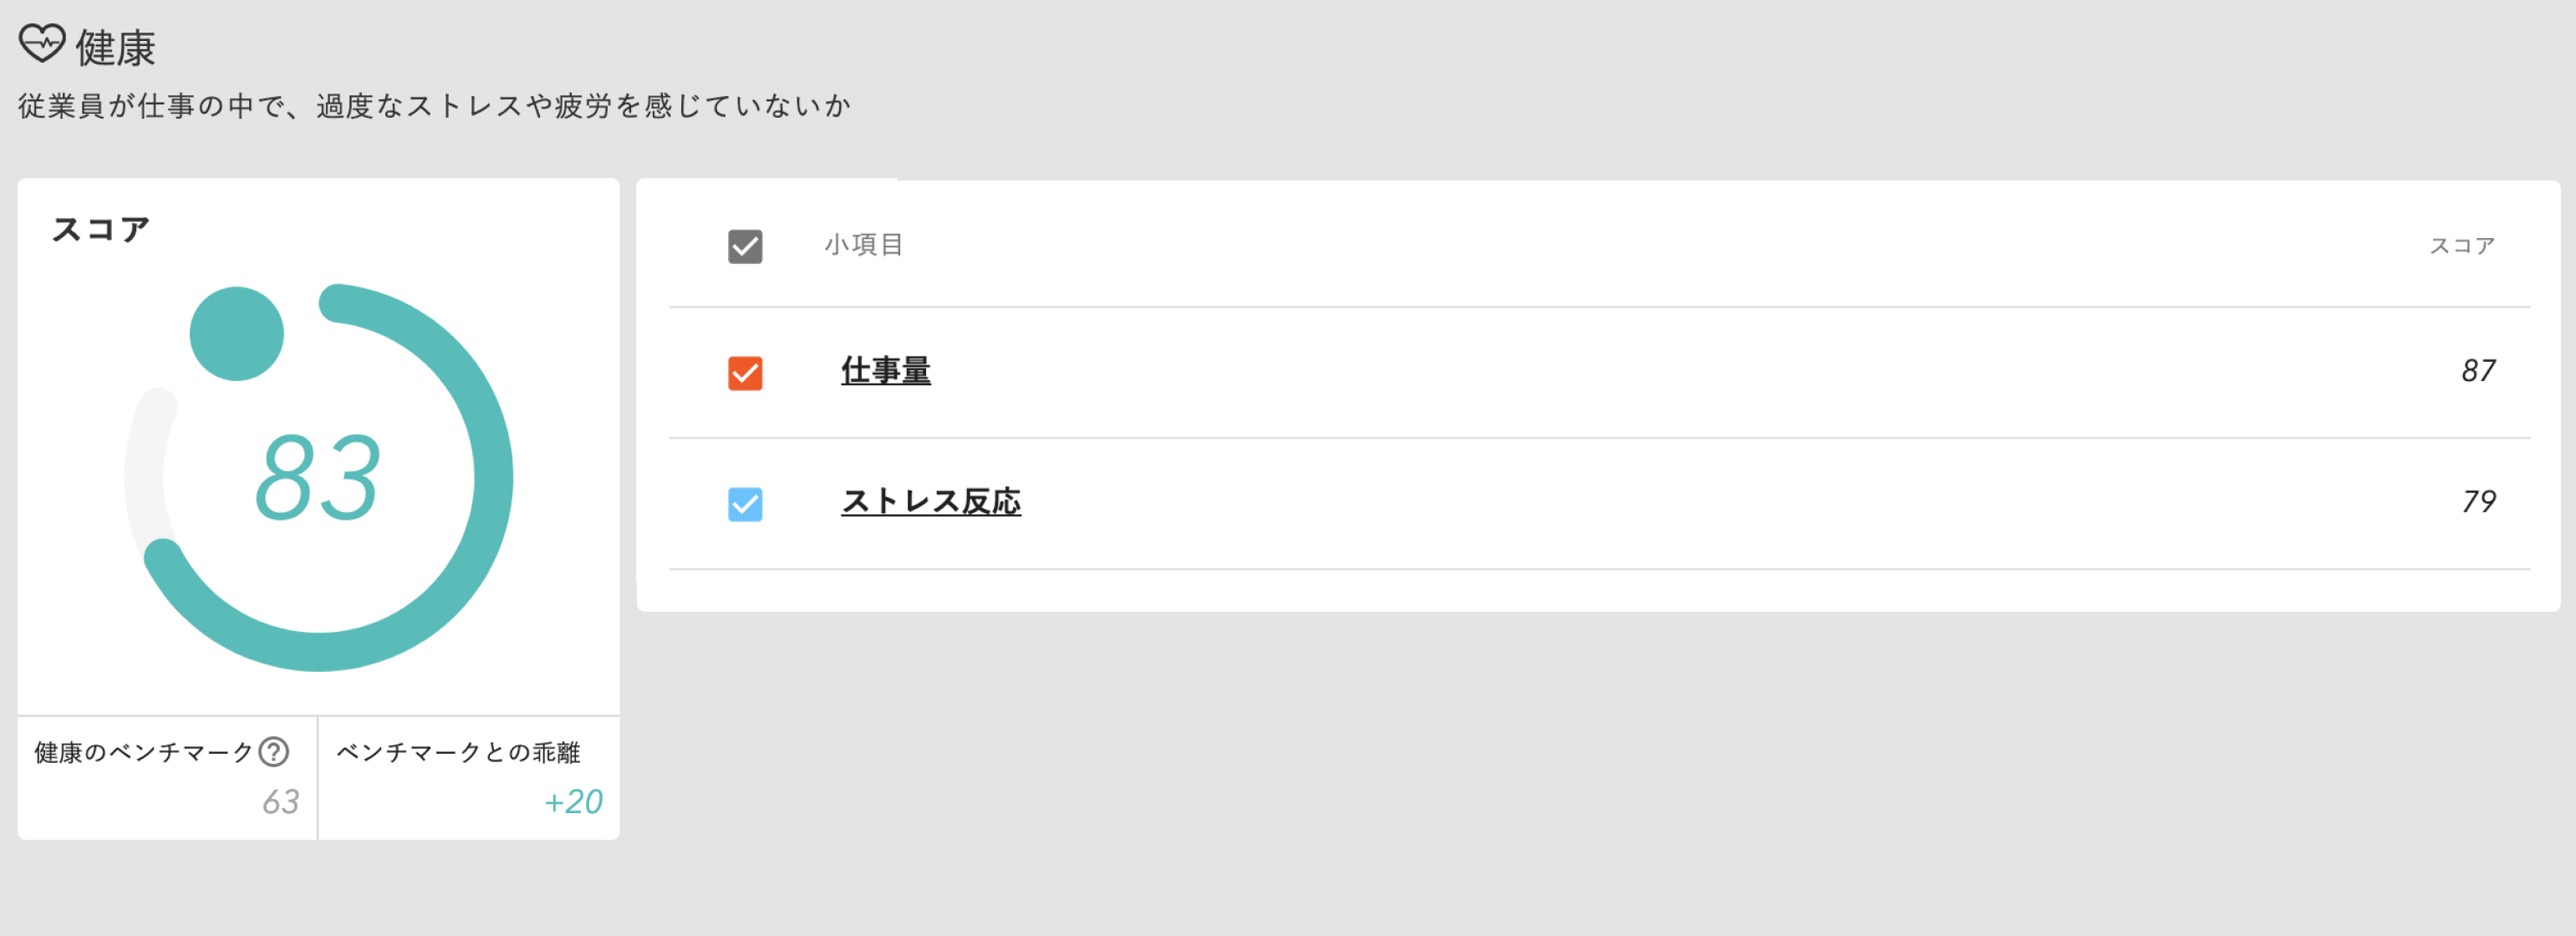 健康
従業員が仕事の中で、過度なストレスや疲労を感じていないか
スコア
83
健康のベンチマーク ?
63
ベンチマークとの乖離
+20
小項目 スコア
仕事量 87
ストレス反応 79